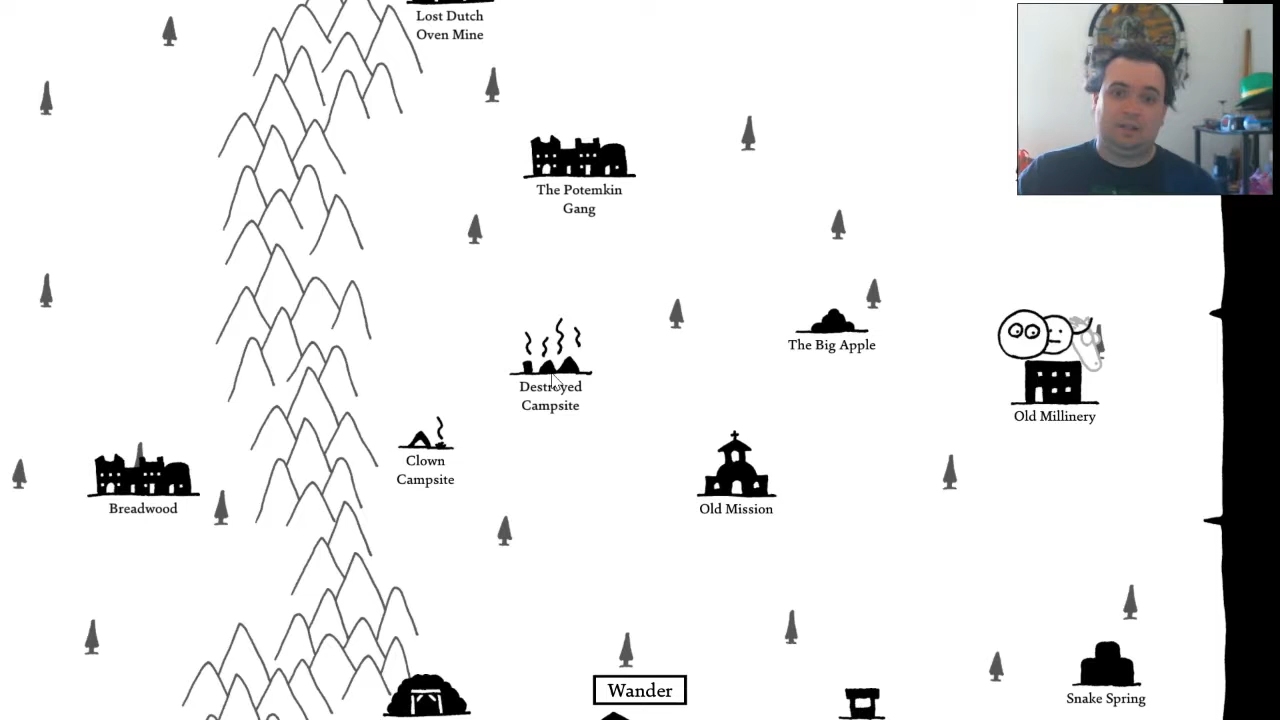 Lost Dutch
Oven Mine
The Potemkin
Gang
The Big Apple
Destroyed
Campsite
Old Millinery
Clown
Campsite
Breadwood
Old Mission
Wander
Snake Spring